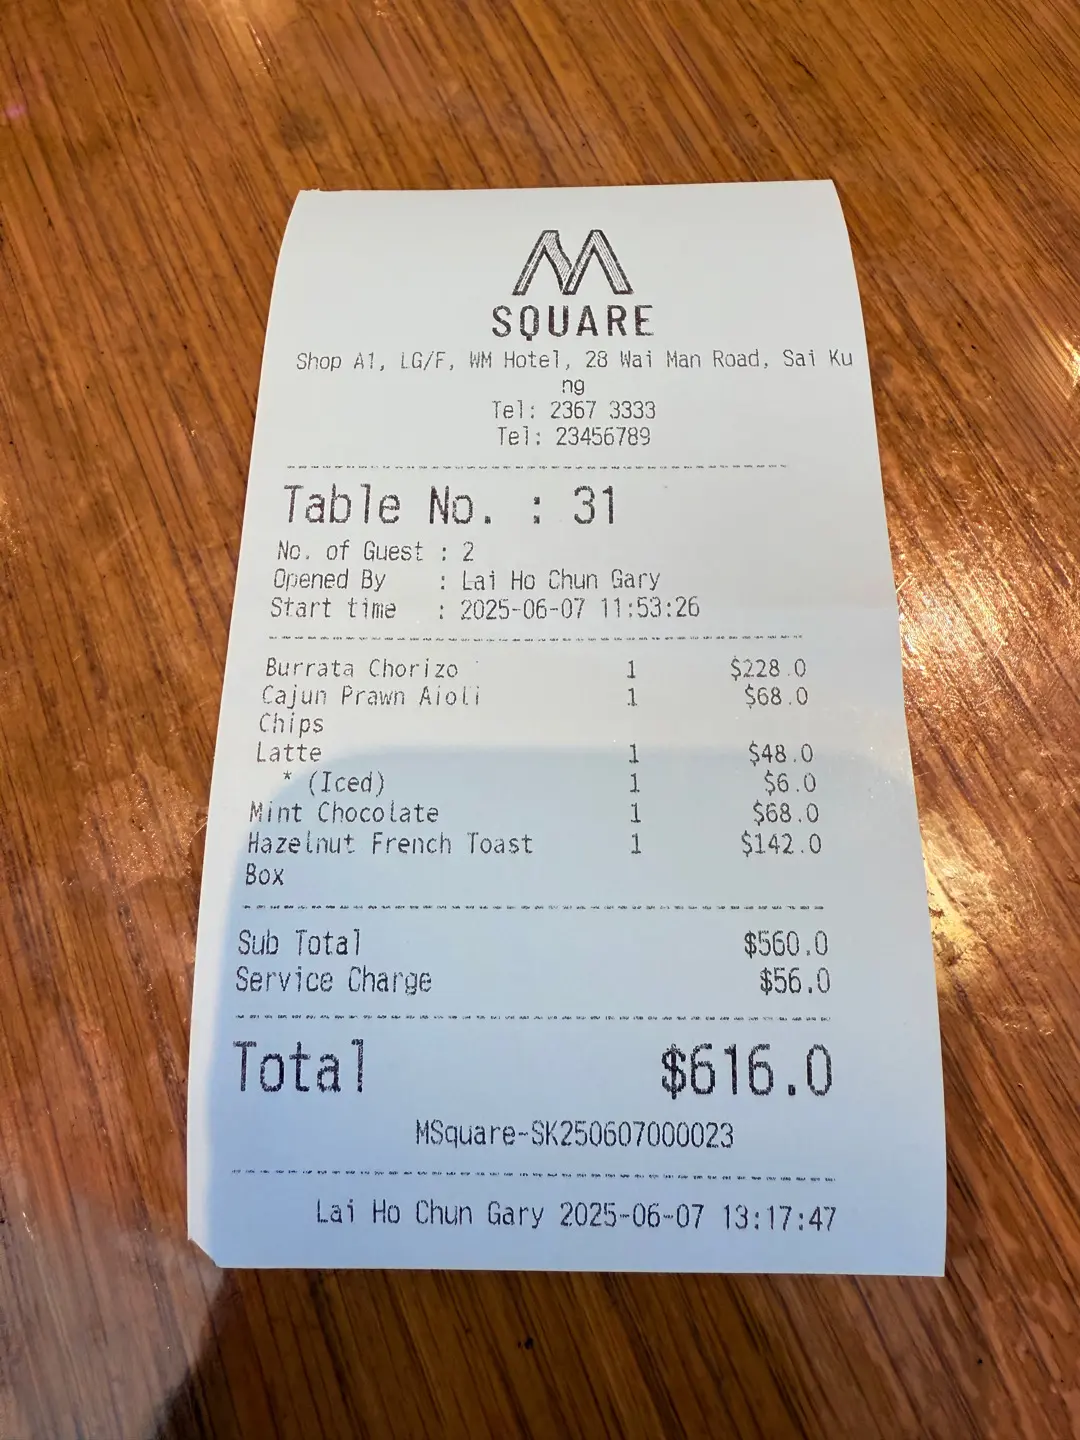 M
SQUARE
Shop A1, LG/F, WM Hotel, 28 Wai Man Road, Sai Ku
ng
Tel: 2367 3333
Tel: 23456789
Table No. : 31
No. of Guest : 2
Opened By : Lai Ho Chun Gary
Start time : 2025-06-07 11:53:26
Burrata Chorizo 1 $228.0
Cajun Prawn Aioli 1 $68.0
Chips
Latte 1 $48.0
* (Iced) 1 $6.0
Mint Chocolate 1 $68.0
Hazelnut French Toast 1 $142.0
Box
Sub Total $560.0
Service Charge $56.0
Total $616.0
MSquare-SK250607000023
Lai Ho Chun Gary 2025-06-07 13:17:47